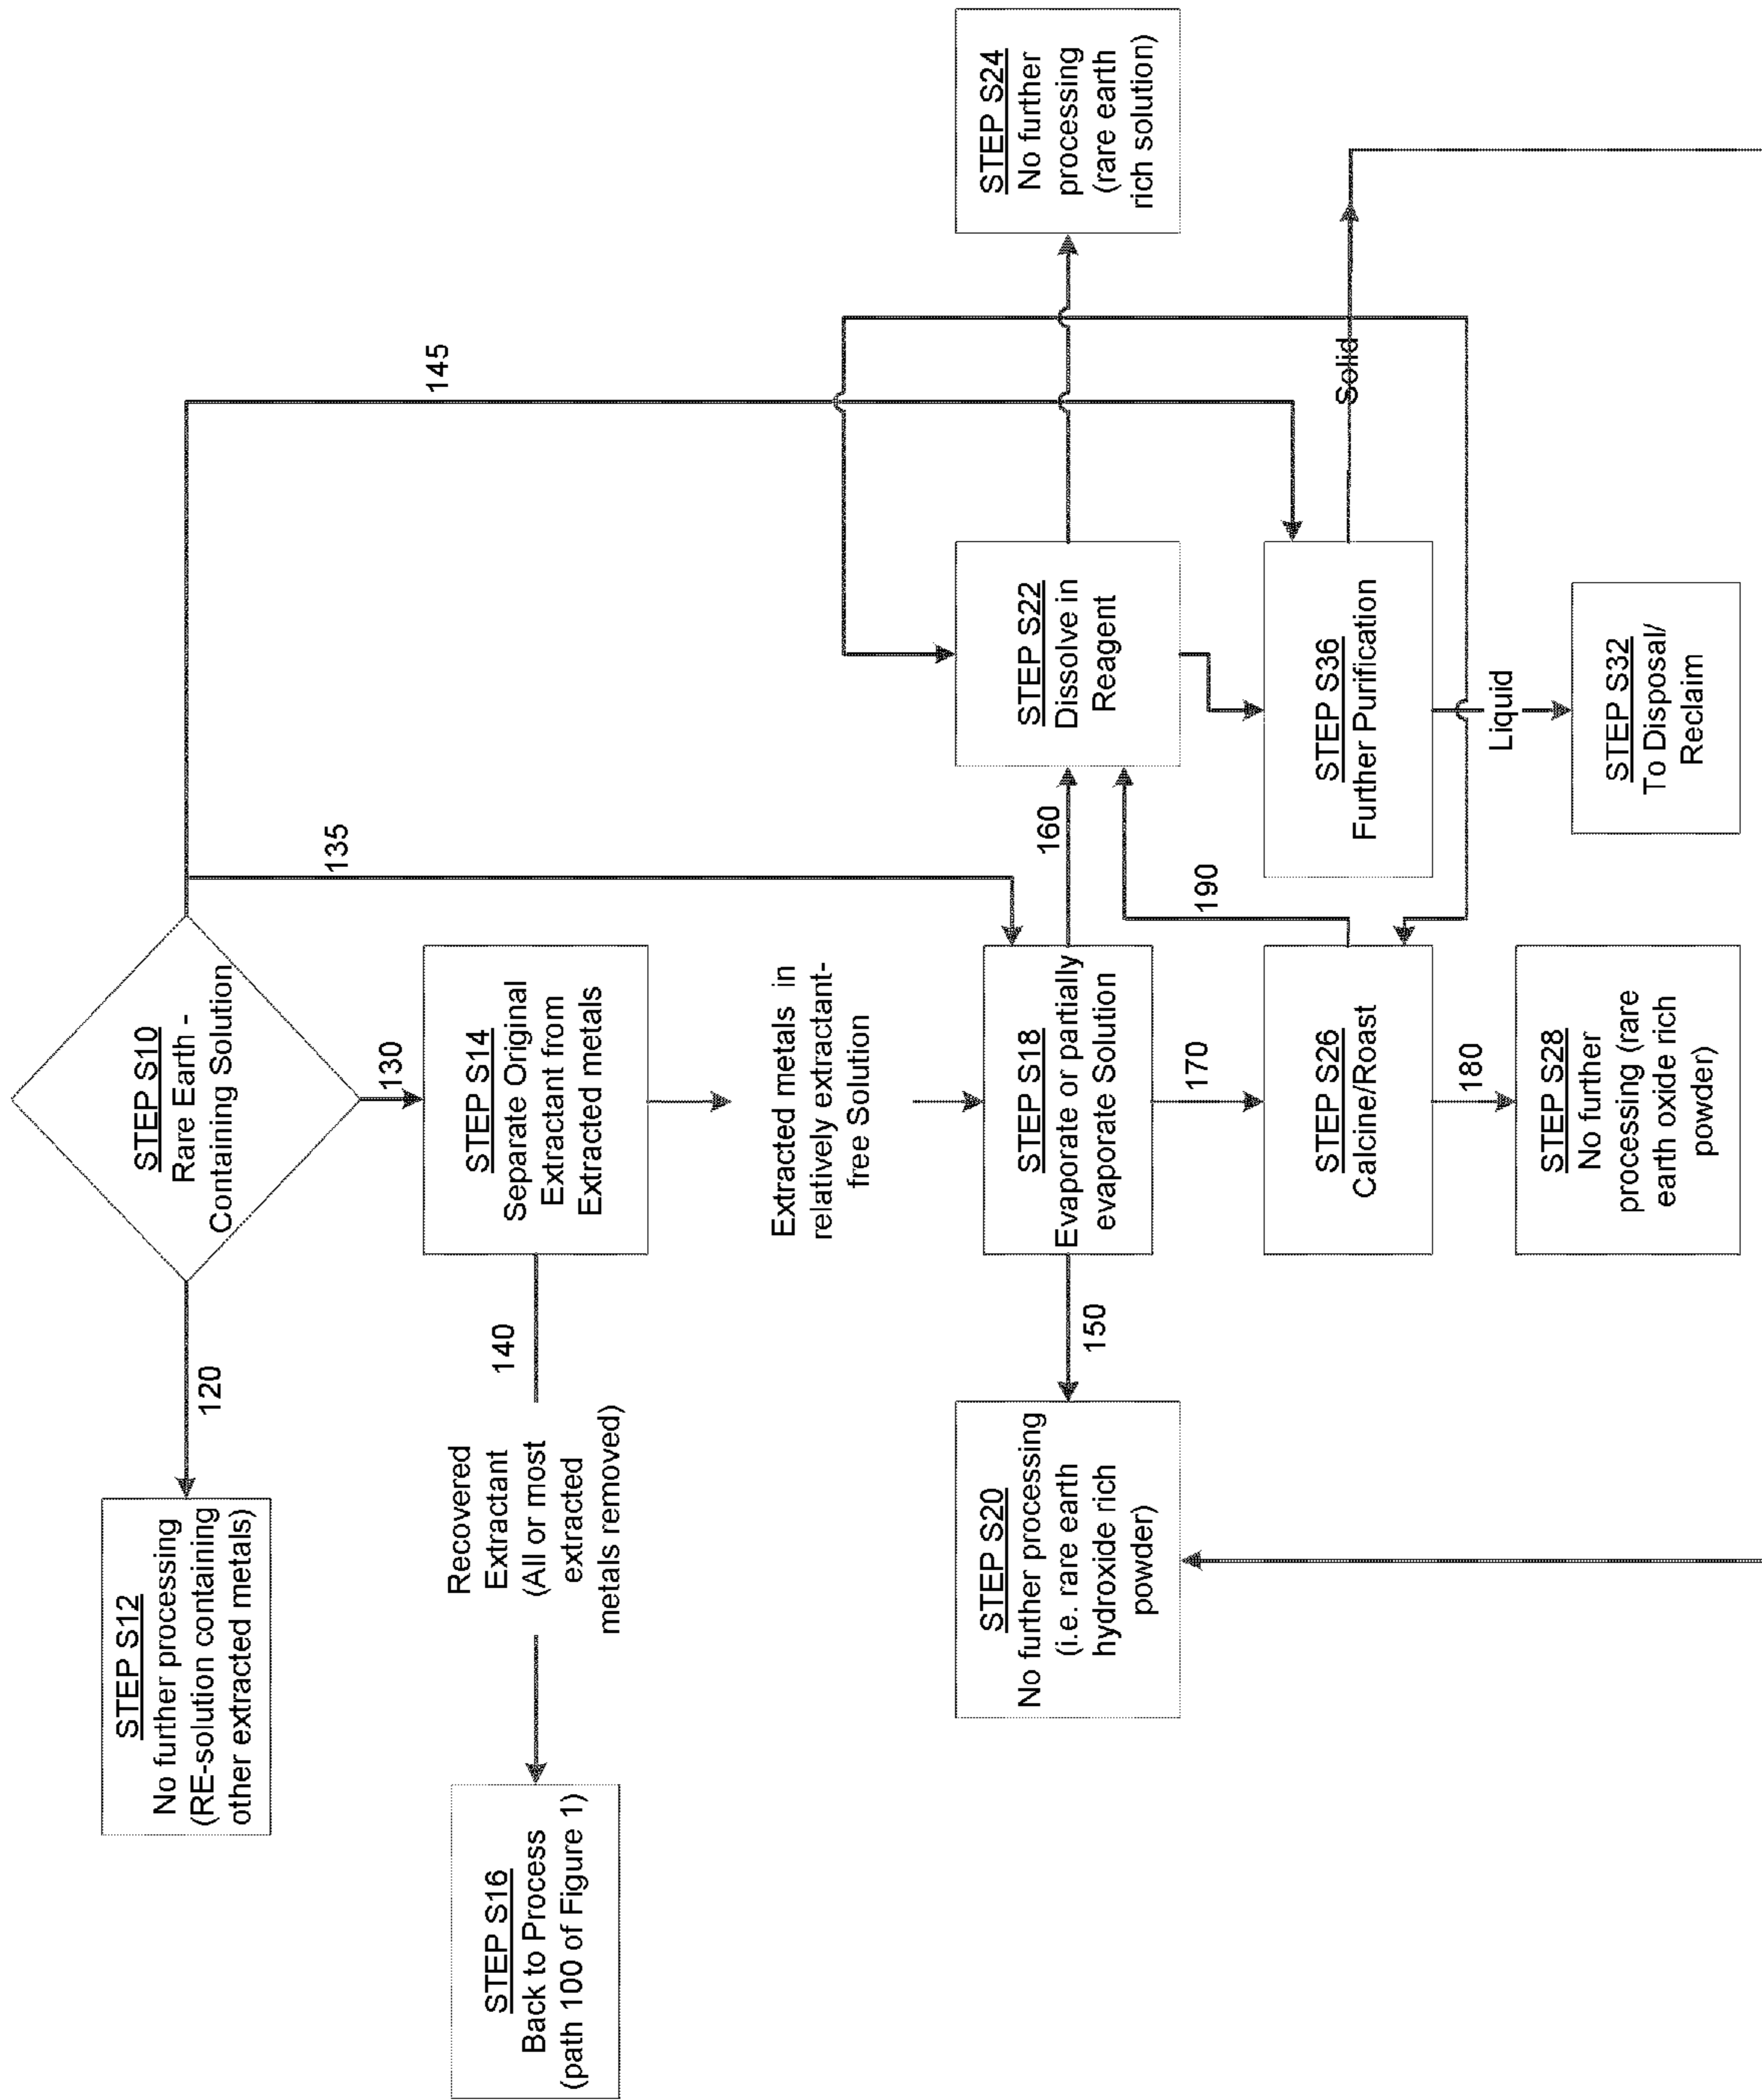 STEP S10
Rare Earth -
Containing Solution
120
STEP S12
No further processing
(RE-solution containing
other extracted metals)
130
135
145
STEP S14
Separate Original
Extractant from
Extracted metals
140
Recovered
Extractant
(All or most
extracted
metals removed)
STEP S16
Back to Process
(path 100 of Figure 1)
Extracted metals in
relatively extractant-
free Solution
STEP S18
Evaporate or partially
evaporate Solution
150
STEP S20
No further processing
(i.e. rare earth
hydroxide rich
powder)
160
STEP S22
Dissolve in
Reagent
STEP S24
No further
processing
(rare earth
rich solution)
170
190
STEP S26
Calcine/Roast
STEP S36
Further Purification
Solid
180
Liquid
STEP S28
No further
processing (rare
earth oxide rich
powder)
STEP S32
To Disposal/
Reclaim